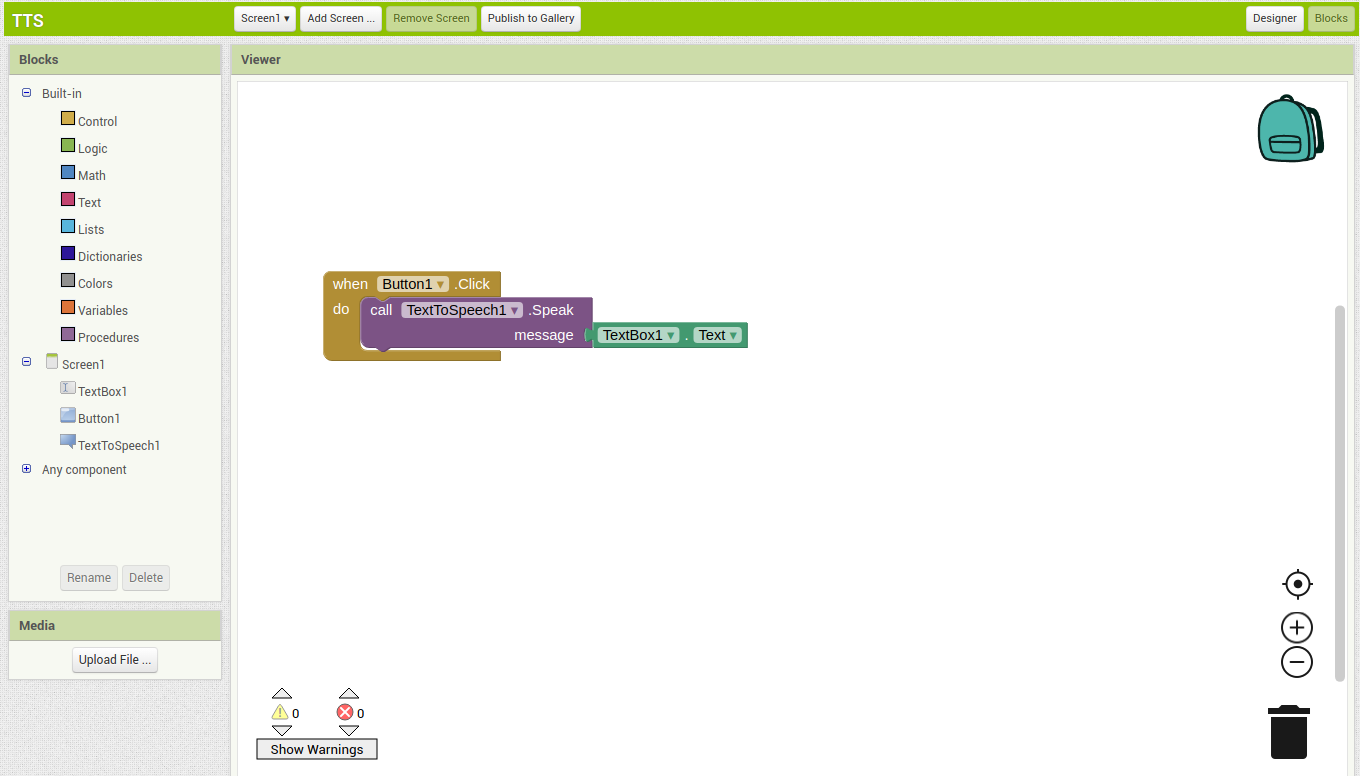 TTS
Screen1 ▾ Add Screen ... Remove Screen Publish to Gallery Designer Blocks
Blocks
Built-in
Control
Logic
Math
Text
Lists
Dictionaries
Colors
Variables
Procedures
Screen1
TextBox1
Button1
TextToSpeech1
Any component
Rename Delete
Media
Upload File ...
Viewer
when Button1 ▾ .Click
do call TextToSpeech1 ▾ .Speak
message TextBox1 ▾ . Text ▾
0 0
Show Warnings